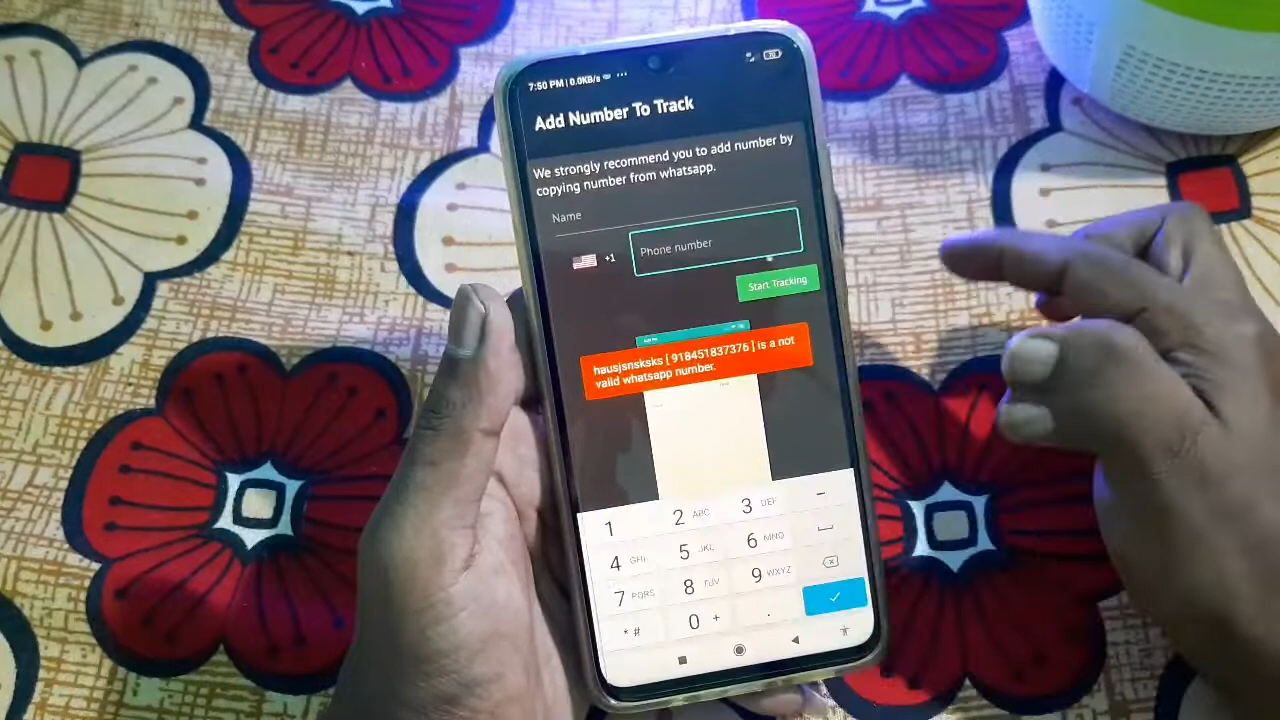 7:50 PM | 0.0KB/s ...
70
Add Number To Track
We strongly recommend you to add number by
copying number from whatsapp.
Name
+1
Phone number
Start Tracking
hausjsnsksks [ 918451837376 ] is a not
valid whatsapp number.
1
2 ABC
3 DEF
4 GHI
5 JKL
6 MNO
7 PQRS
8 TUV
9 WXYZ
* #
0 +
.